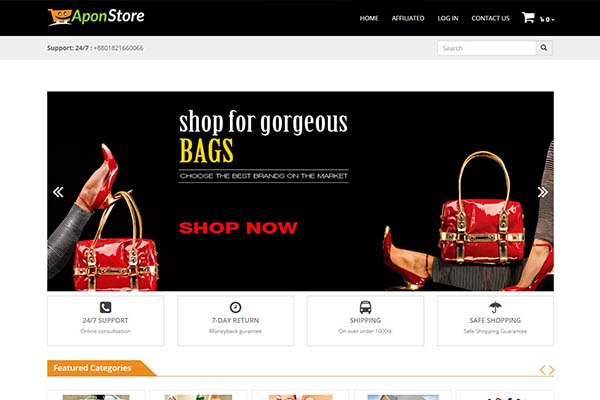 AponStore
HOME AFFILIATED LOG IN CONTACT US ৳ 0
Support: 24/7 : +8801821660066
Search
shop for gorgeous
BAGS
CHOOSE THE BEST BRANDS ON THE MARKET
SHOP NOW
24/7 SUPPORT
Online consultation
7-DAY RETURN
Moneyback gurantee
SHIPPING
On over order 1000tk
SAFE SHOPPING
Safe Shopping Guarantee
Featured Categories